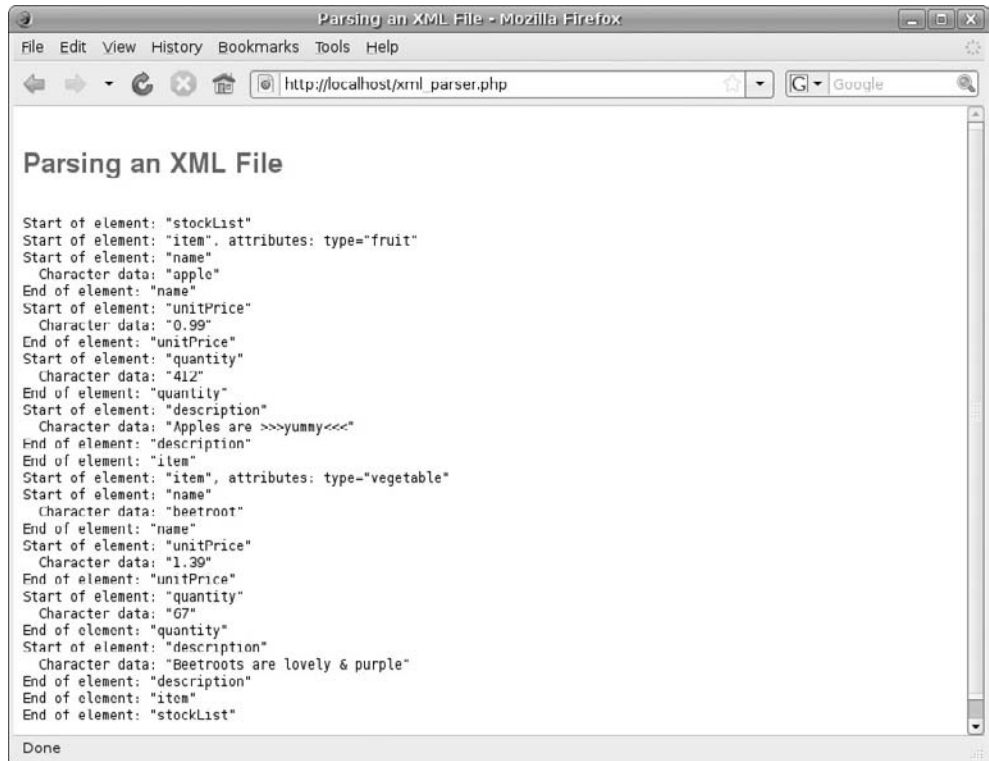 Parsing an XML File - Mozilla Firefox
File Edit View History Bookmarks Tools Help
http://localhost/xml_parser.php
G Google
Parsing an XML File
Start of element: "stockList"
Start of element: "item", attributes: type="fruit"
Start of element: "name"
Character data: "apple"
End of element: "name"
Start of element: "unitPrice"
Character data: "0.99"
End of element: "unitPrice"
Start of element: "quantity"
Character data: "412"
End of element: "quantity"
Start of element: "description"
Character data: "Apples are >>>yummy<<<"
End of element: "description"
End of element: "item"
Start of element: "item", attributes: type="vegetable"
Start of element: "name"
Character data: "beetroot"
End of element: "name"
Start of element: "unitPrice"
Character data: "1.39"
End of element: "unitPrice"
Start of element: "quantity"
Character data: "67"
End of element: "quantity"
Start of element: "description"
Character data: "Beetroots are lovely & purple"
End of element: "description"
End of element: "item"
End of element: "stockList"
Done